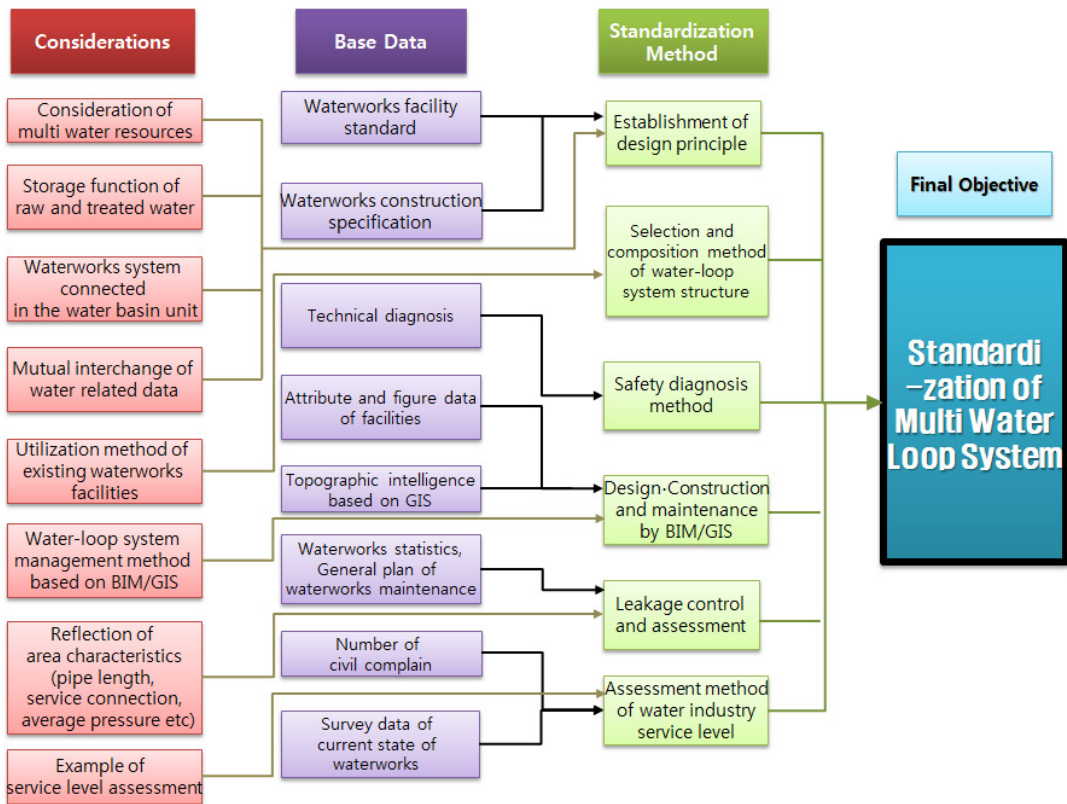 Considerations
Consideration of
multi water resources
Storage function of
raw and treated water
Waterworks system
connected
in the water basin unit
Mutual interchange of
water related data
Utilization method of
existing waterworks
facilities
Water-loop system
management method
based on BIM/GIS
Reflection of
area characteristics
(pipe length,
service connection,
average pressure etc)
Example of
service level assessment
Base Data
Waterworks facility
standard
Waterworks construction
specification
Technical diagnosis
Attribute and figure data
of facilities
Topographic intelligence
based on GIS
Waterworks statistics,
General plan of
waterworks maintenance
Number of
civil complain
Survey data of
current state of
waterworks
Standardization
Method
Establishment of
design principle
Selection and
composition method
of water-loop
system structure
Safety diagnosis
method
Design·Construction
and maintenance
by BIM/GIS
Leakage control
and assessment
Assessment method
of water industry
service level
Final Objective
Standardi
-zation of
Multi Water
Loop System